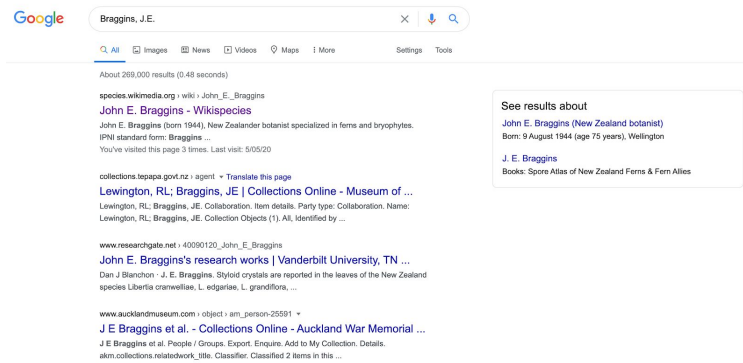 Google
Braggins, J.E.
All Images News Videos Maps More Settings Tools
About 269,000 results (0.48 seconds)
species.wikimedia.org › wiki › John_E._Braggins
John E. Braggins - Wikispecies
John E. Braggins (born 1944), New Zealander botanist specialized in ferns and bryophytes.
IPNI standard form: Braggins ...
You've visited this page 3 times. Last visit: 5/05/20
collections.tepapa.govt.nz › agent Translate this page
Lewington, RL; Braggins, JE | Collections Online - Museum of ...
Lewington, RL; Braggins, JE. Collaboration. Item details. Party type: Collaboration. Name:
Lewington, RL; Braggins, JE. Collection Objects (1). All, Identified by ...
www.researchgate.net › 40090120_John_E_Braggins
John E. Braggins's research works | Vanderbilt University, TN ...
Dan J Blanchon · J. E. Braggins. Styloid crystals are reported in the leaves of the New Zealand
species Libertia cranwelliae, L. edgariae, L. grandiflora, ...
www.aucklandmuseum.com › object › am_person-25591
J E Braggins et al. - Collections Online - Auckland War Memorial ...
J E Braggins et al. People / Groups. Export. Enquire. Add to My Collection. Details.
akm.collections.relatedwork_title. Classifier. Classified 2 items in this ...
See results about
John E. Braggins (New Zealand botanist)
Born: 9 August 1944 (age 75 years), Wellington
J. E. Braggins
Books: Spore Atlas of New Zealand Ferns & Fern Allies